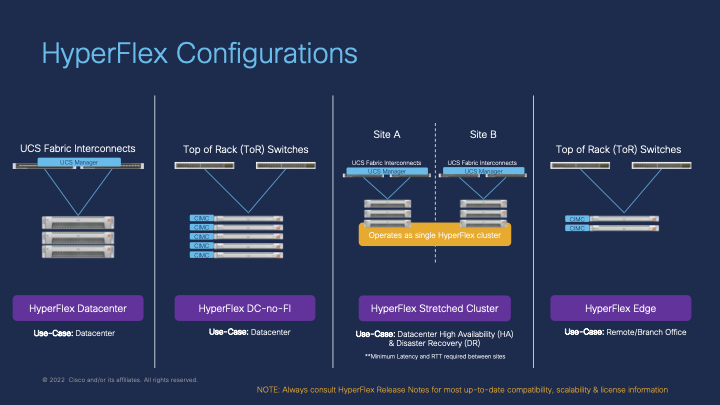 HyperFlex Configurations
UCS Fabric Interconnects
UCS Manager
HyperFlex Datacenter
Use-Case: Datacenter
Top of Rack (ToR) Switches
CIMC
CIMC
CIMC
CIMC
CIMC
HyperFlex DC-no-FI
Use-Case: Datacenter
Site A
Site B
UCS Fabric Interconnects
UCS Fabric Interconnects
UCS Manager
UCS Manager
Operates as single HyperFlex cluster
HyperFlex Stretched Cluster
Use-Case: Datacenter High Availability (HA)
& Disaster Recovery (DR)
**Minimum Latency and RTT required between sites
Top of Rack (ToR) Switches
CIMC
CIMC
HyperFlex Edge
Use-Case: Remote/Branch Office
© 2022 Cisco and/or its affiliates. All rights reserved.
NOTE: Always consult HyperFlex Release Notes for most up-to-date compatibility, scalability & license information